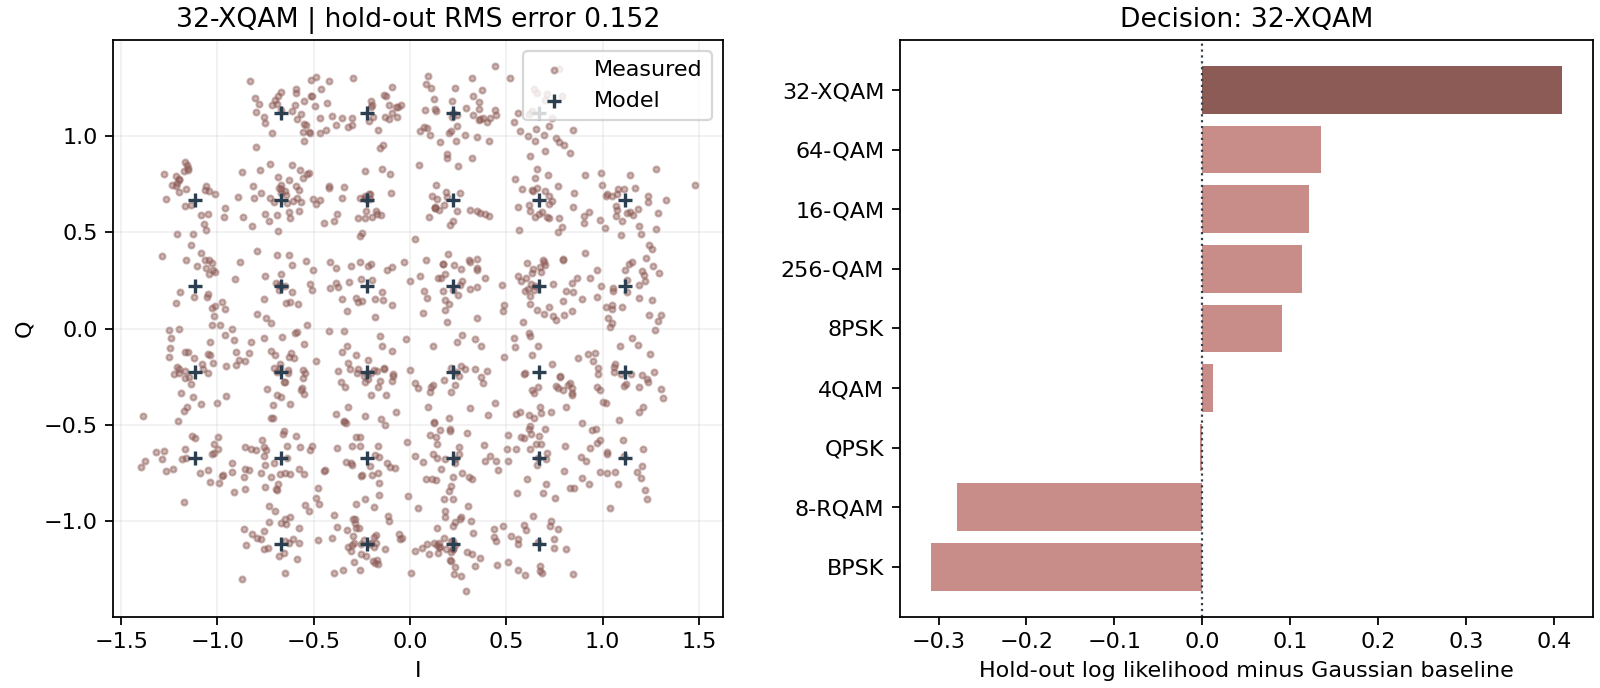 32-XQAM | hold-out RMS error 0.152
Measured
Model
1.0
0.5
0.0
−0.5
−1.0
Q
−1.5
−1.0
−0.5
0.0
0.5
1.0
1.5
I
Decision: 32-XQAM
32-XQAM
64-QAM
16-QAM
256-QAM
8PSK
4QAM
QPSK
8-RQAM
BPSK
−0.3
−0.2
−0.1
0.0
0.1
0.2
0.3
0.4
Hold-out log likelihood minus Gaussian baseline